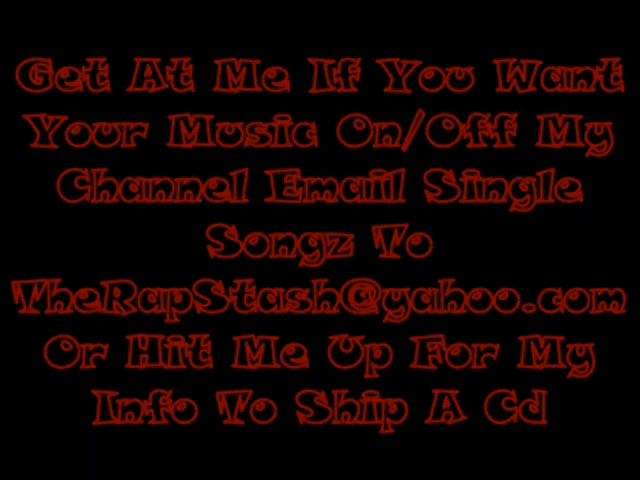 Get At Me If You Want
Your Music On/Off My
Channel Email Single
Songz To
TheRapStash@yahoo.com
Or Hit Me Up For My
Info To Ship A Cd